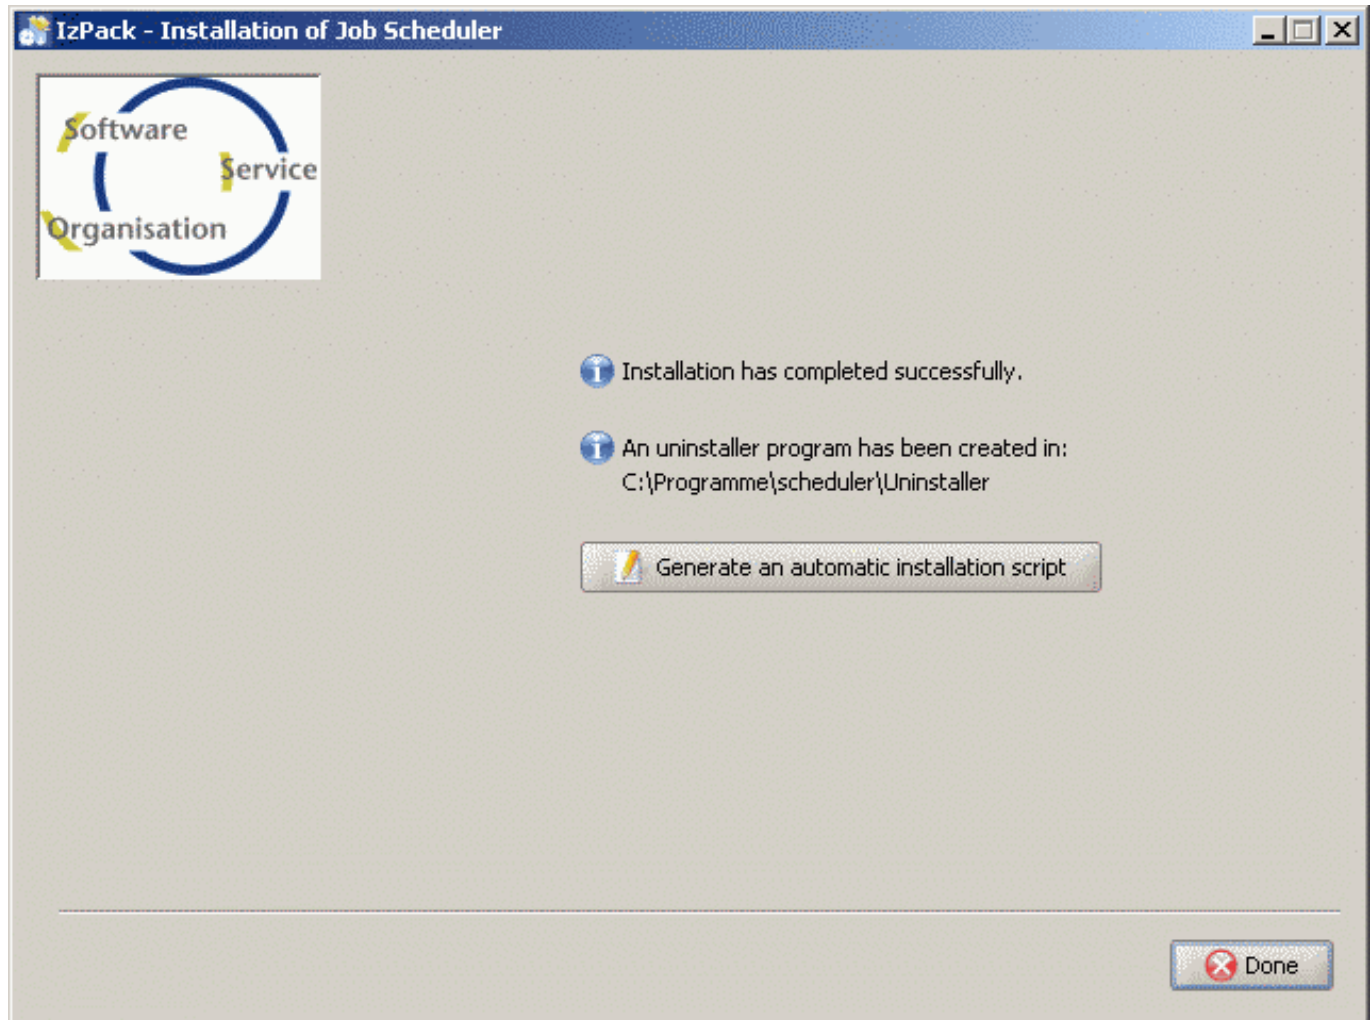 IzPack - Installation of Job Scheduler
Software
Service
Organisation
Installation has completed successfully.
An uninstaller program has been created in:
C:\Programme\scheduler\Uninstaller
Generate an automatic installation script
Done